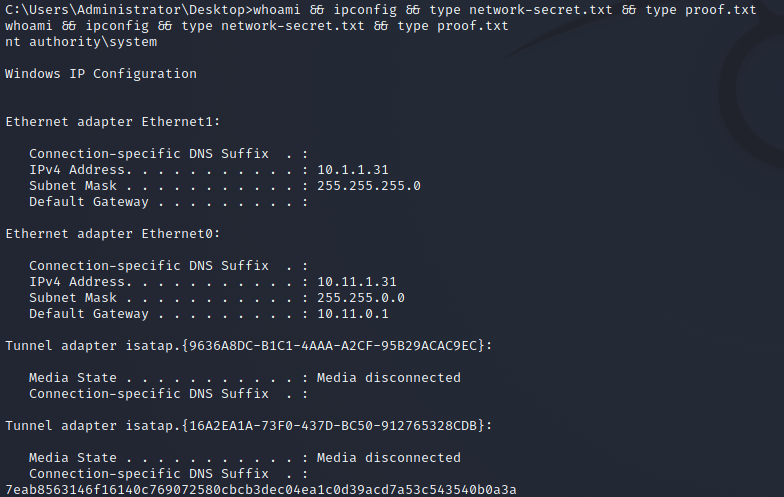 C:\Users\Administrator\Desktop>whoami && ipconfig && type network-secret.txt && type proof.txt
whoami && ipconfig && type network-secret.txt && type proof.txt
nt authority\system
Windows IP Configuration
Ethernet adapter Ethernet1:
Connection-specific DNS Suffix . :
IPv4 Address. . . . . . . . . . . : 10.1.1.31
Subnet Mask . . . . . . . . . . . : 255.255.255.0
Default Gateway . . . . . . . . . :
Ethernet adapter Ethernet0:
Connection-specific DNS Suffix . :
IPv4 Address. . . . . . . . . . . : 10.11.1.31
Subnet Mask . . . . . . . . . . . : 255.255.0.0
Default Gateway . . . . . . . . . : 10.11.0.1
Tunnel adapter isatap.{9636A8DC-B1C1-4AAA-A2CF-95B29ACAC9EC}:
Media State . . . . . . . . . . . : Media disconnected
Connection-specific DNS Suffix . :
Tunnel adapter isatap.{16A2EA1A-73F0-437D-BC50-912765328CDB}:
Media State . . . . . . . . . . . : Media disconnected
Connection-specific DNS Suffix . :
7eab8563146f16140c769072580cbcb3dec04ea1c0d39acd7a53c543540b0a3a